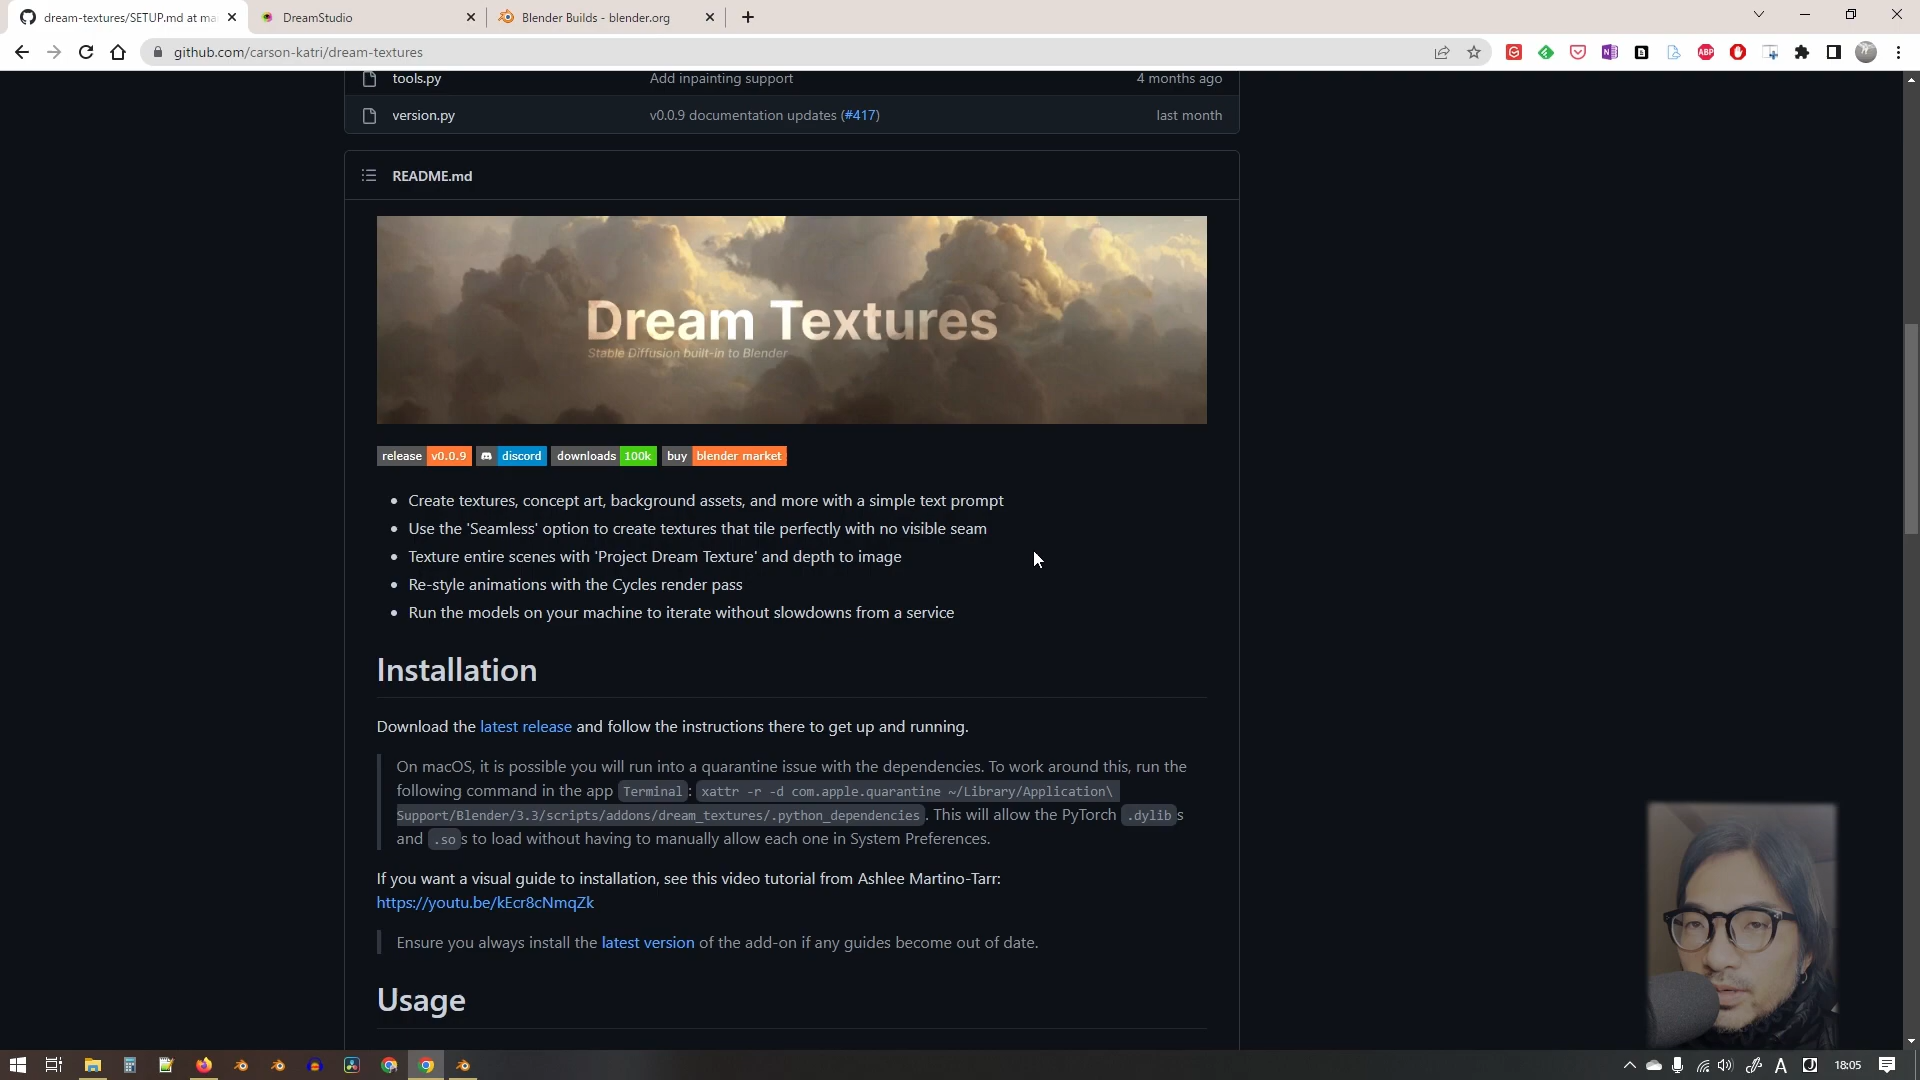 dream-textures/SETUP.md at ma
DreamStudio
Blender Builds - blender.org
github.com/carson-katri/dream-textures
tools.py Add inpainting support 4 months ago
version.py v0.0.9 documentation updates (#417) last month
README.md
Dream Textures
Stable Diffusion built-in to Blender
release v0.0.9 discord downloads 100k buy blender market
• Create textures, concept art, background assets, and more with a simple text prompt
• Use the 'Seamless' option to create textures that tile perfectly with no visible seam
• Texture entire scenes with 'Project Dream Texture' and depth to image
• Re-style animations with the Cycles render pass
• Run the models on your machine to iterate without slowdowns from a service
Installation
Download the latest release and follow the instructions there to get up and running.
On macOS, it is possible you will run into a quarantine issue with the dependencies. To work around this, run the
following command in the app Terminal: xattr -r -d com.apple.quarantine ~/Library/Application\
Support/Blender/3.3/scripts/addons/dream_textures/.python_dependencies. This will allow the PyTorch .dylibs
and .sos to load without having to manually allow each one in System Preferences.
If you want a visual guide to installation, see this video tutorial from Ashlee Martino-Tarr:
https://youtu.be/kEcr8cNmqZk
Ensure you always install the latest version of the add-on if any guides become out of date.
Usage
A
18:05